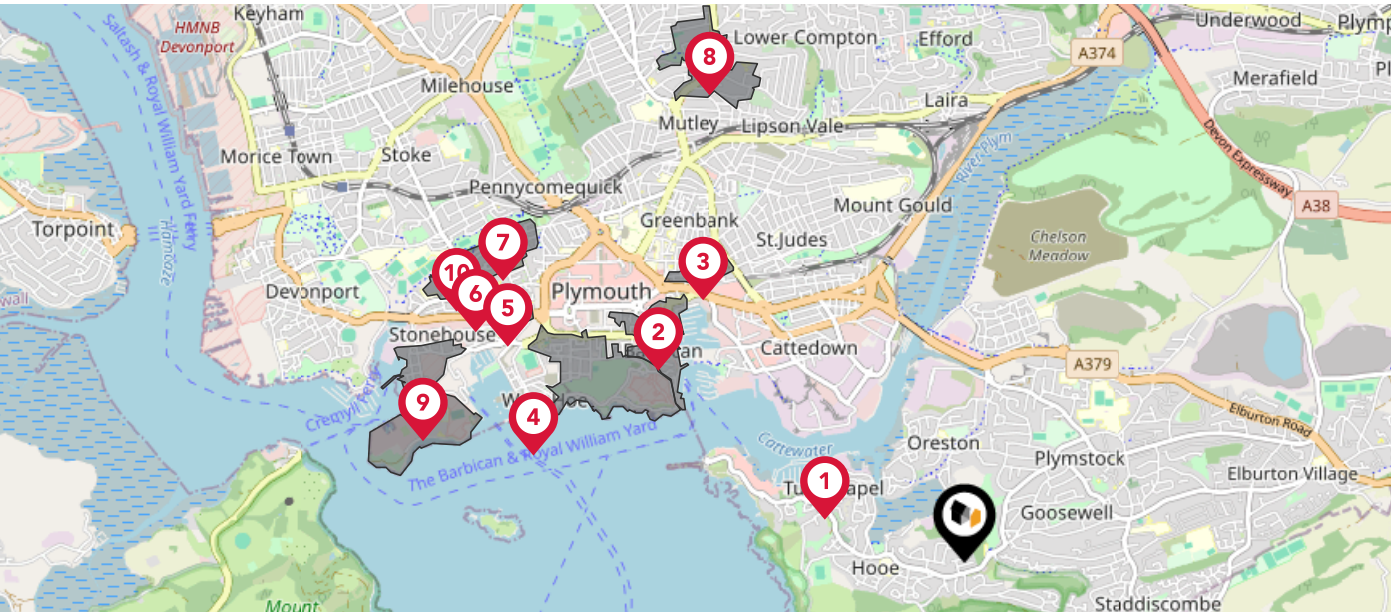 Keyham
HMNB
Devonport
Underwood
Lower Compton
Efford
A374
8
Merafield
Milehouse
Laira
Saltash & Royal William Yard Ferry
Mutley
Lipson Vale
Morice Town
Stoke
River Plym
Devon Expressway
Pennycomequick
A38
Mount Gould
Greenbank
Torpoint
Hamoaze
St.Judes
Chelson
Meadow
7
3
10
6
5
Devonport
Plymouth
Stonehouse
2
Cattedown
A379
Cremyll Ferry
9
4
The Barbican & Royal William Yard
Elburton Road
Cattewater
Oreston
Plymstock
Elburton Village
1
Goosewell
Hooe
Staddiscombe
Mount